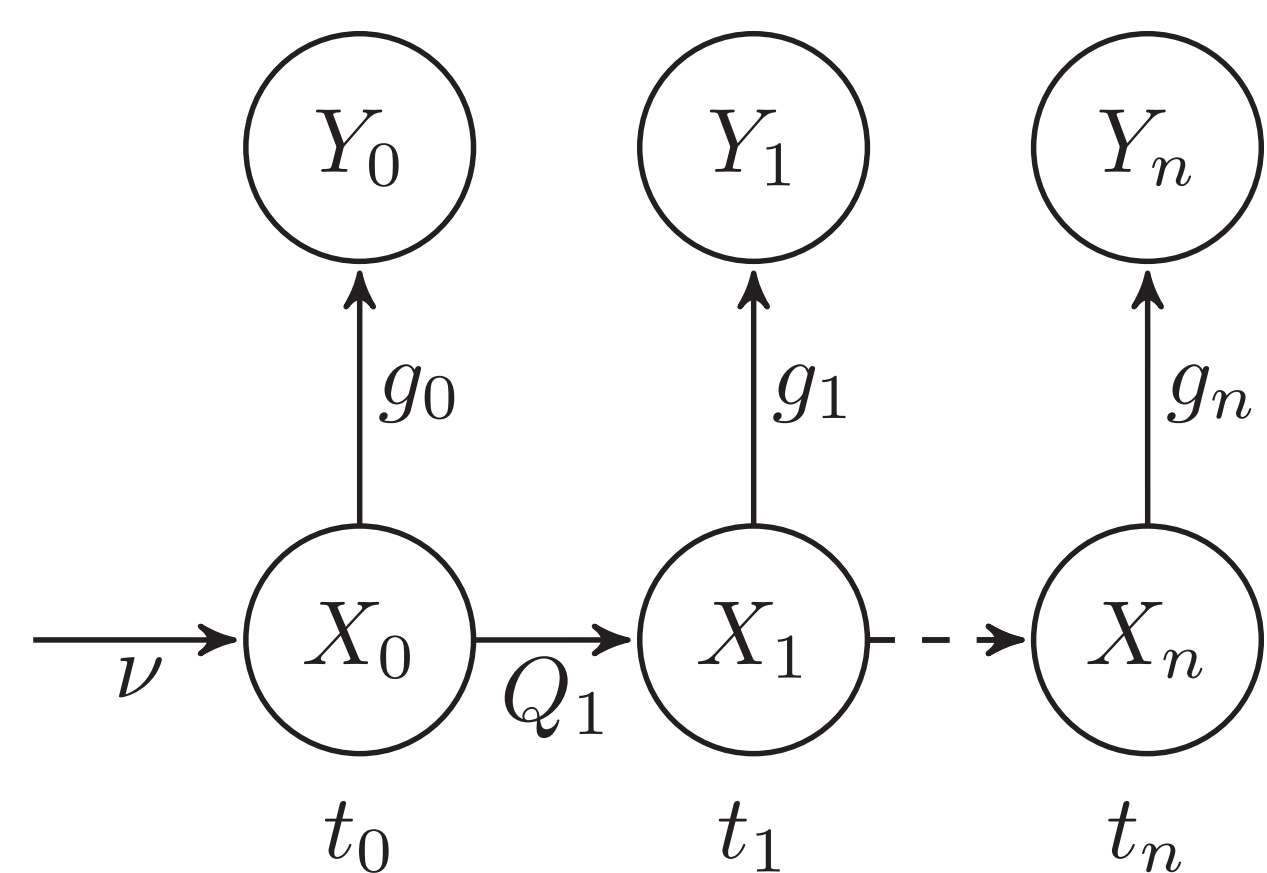 Y₀ Y₁ Yₙ
g₀ g₁ gₙ
X₀ X₁ Xₙ
ν Q₁
t₀ t₁ tₙ